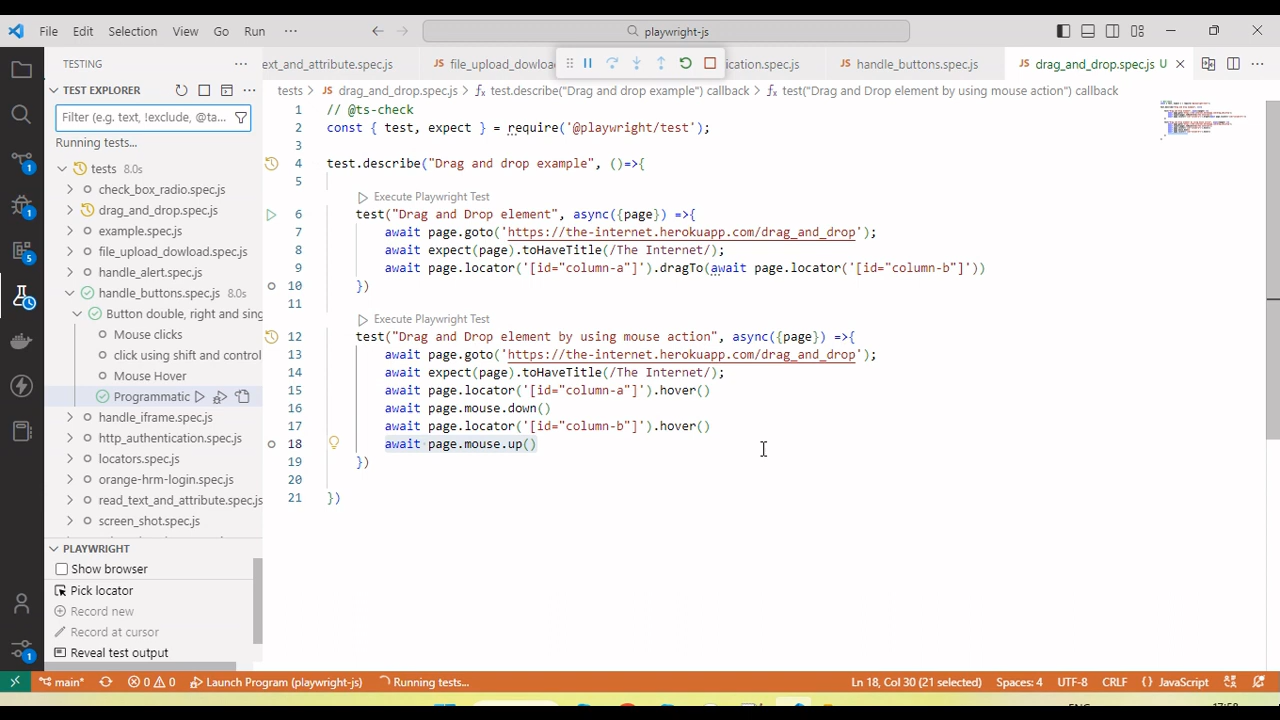 File Edit Selection View Go Run ···
playwright-js
TESTING
ext_and_attribute.spec.js
file_upload_dowload
ication.spec.js
handle_buttons.spec.js
drag_and_drop.spec.js U
TEST EXPLORER
tests > drag_and_drop.spec.js > test.describe("Drag and drop example") callback > test("Drag and Drop element by using mouse action") callback
Filter (e.g. text, !exclude, @ta...
Running tests...
tests 8.0s
check_box_radio.spec.js
drag_and_drop.spec.js
example.spec.js
file_upload_dowload.spec.js
handle_alert.spec.js
handle_buttons.spec.js 8.0s
Button double, right and sing
Mouse clicks
click using shift and control
Mouse Hover
Programmatic
handle_iframe.spec.js
http_authentication.spec.js
locators.spec.js
orange-hrm-login.spec.js
read_text_and_attribute.spec.js
screen_shot.spec.js
PLAYWRIGHT
Show browser
Pick locator
Record new
Record at cursor
Reveal test output
1 // @ts-check
2 const { test, expect } = require('@playwright/test');
3
4 test.describe("Drag and drop example", ()=>{
5
Execute Playwright Test
6 test("Drag and Drop element", async({page}) =>{
7 await page.goto('https://the-internet.herokuapp.com/drag_and_drop');
8 await expect(page).toHaveTitle(/The Internet/);
9 await page.locator('[id="column-a"]').dragTo(await page.locator('[id="column-b"]'))
10 })
11
Execute Playwright Test
12 test("Drag and Drop element by using mouse action", async({page}) =>{
13 await page.goto('https://the-internet.herokuapp.com/drag_and_drop');
14 await expect(page).toHaveTitle(/The Internet/);
15 await page.locator('[id="column-a"]').hover()
16 await page.mouse.down()
17 await page.locator('[id="column-b"]').hover()
18 await page.mouse.up()
19 })
20
21 })
main* 0 0 Launch Program (playwright-js) Running tests... Ln 18, Col 30 (21 selected) Spaces: 4 UTF-8 CRLF {} JavaScript